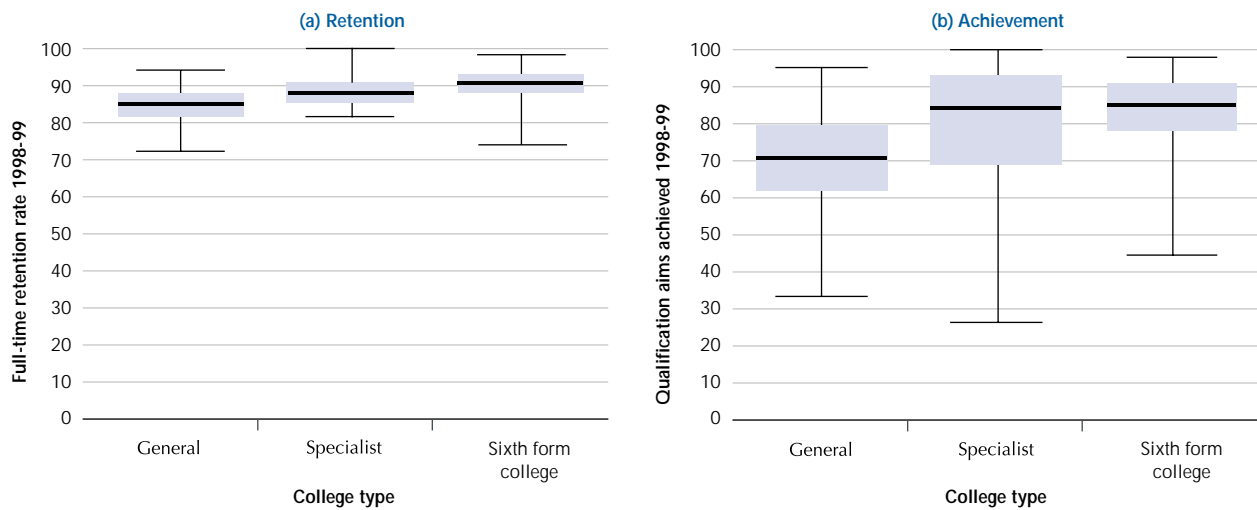 (a) Retention
Full-time retention rate 1998-99
100
90
80
70
60
50
40
30
20
10
0
General
Specialist
Sixth form
college
College type
(b) Achievement
Qualification aims achieved 1998-99
100
90
80
70
60
50
40
30
20
10
0
General
Specialist
Sixth form
college
College type